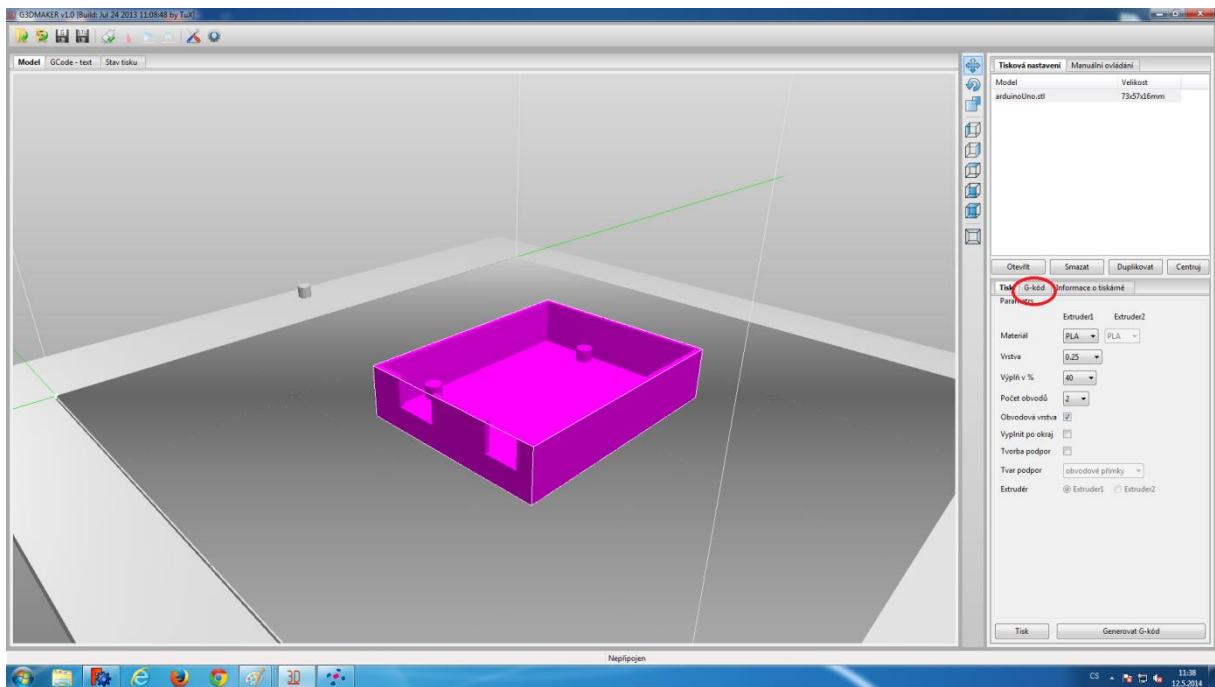 G3DMAKER v1.0 [Build: Jul 24 2013 11:08:48 by TuX]
Model GCode - text Stav tisku
Tisková nastavení Manuální ovládání
Model Velikost
arduinoUno.stl 73x57x16mm
Otevřít Smazat Duplikovat Centruj
Tisk G-kód Informace o tiskárně
Parametrs
Extruder1 Extruder2
Materiál PLA PLA
Vrstva 0.25
Výplň v % 40
Počet obvodů 2
Obvodová vrstva
Vyplnit po okraj
Tvorba podpor
Tvar podpor obvodové přímky
Extrudér Extruder1 Extruder2
Tisk Generovat G-kód
Nepřipojen
CS 11:38
12.5.2014